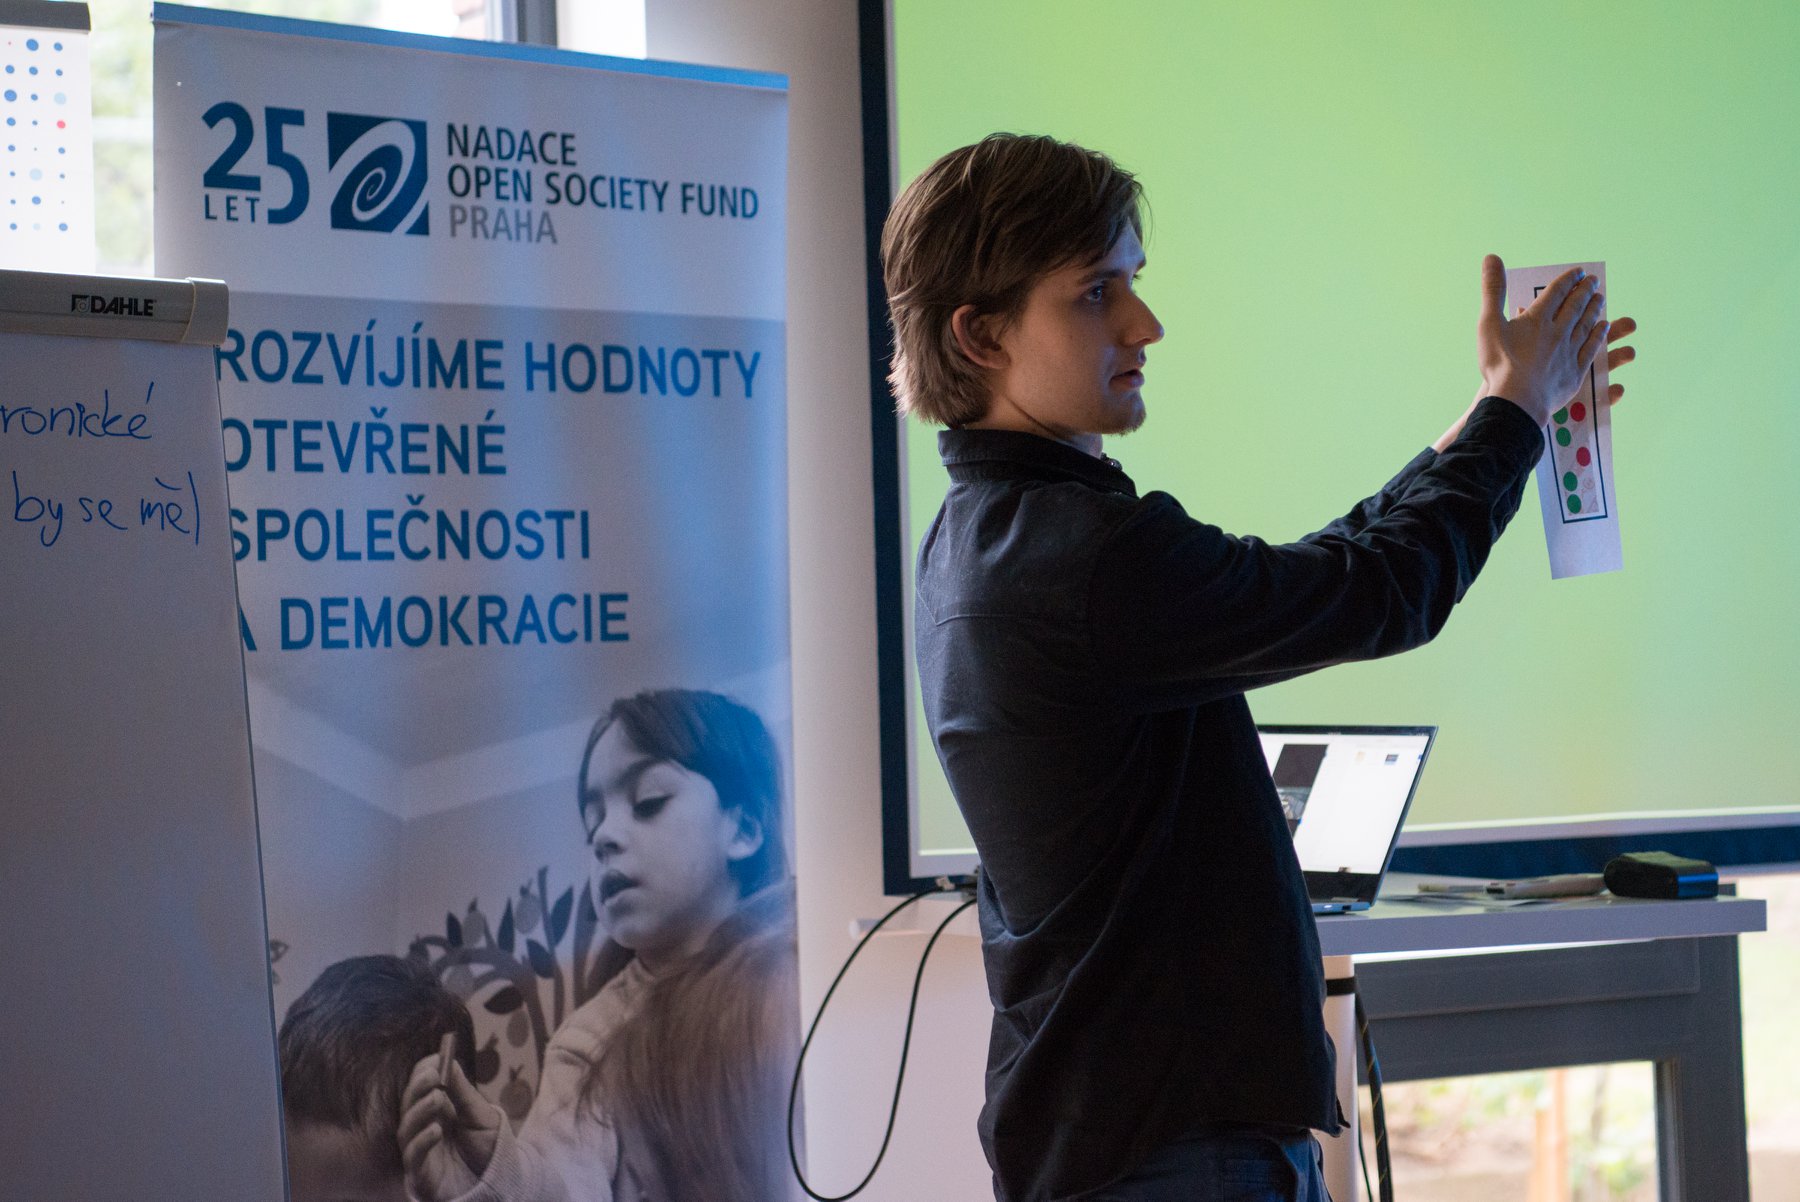 25
LET
NADACE
OPEN SOCIETY FUND
PRAHA
DAHLE
ROZVÍJÍME HODNOTY
OTEVŘENÉ
SPOLEČNOSTI
A DEMOKRACIE
ronické
by se měl